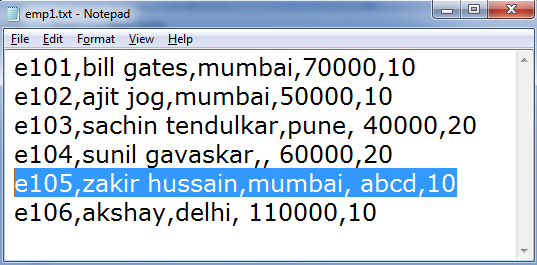 emp1.txt - Notepad
File Edit Format View Help
e101,bill gates,mumbai,70000,10
e102,ajit jog,mumbai,50000,10
e103,sachin tendulkar,pune, 40000,20
e104,sunil gavaskar,, 60000,20
e105,zakir hussain,mumbai, abcd,10
e106,akshay,delhi, 110000,10